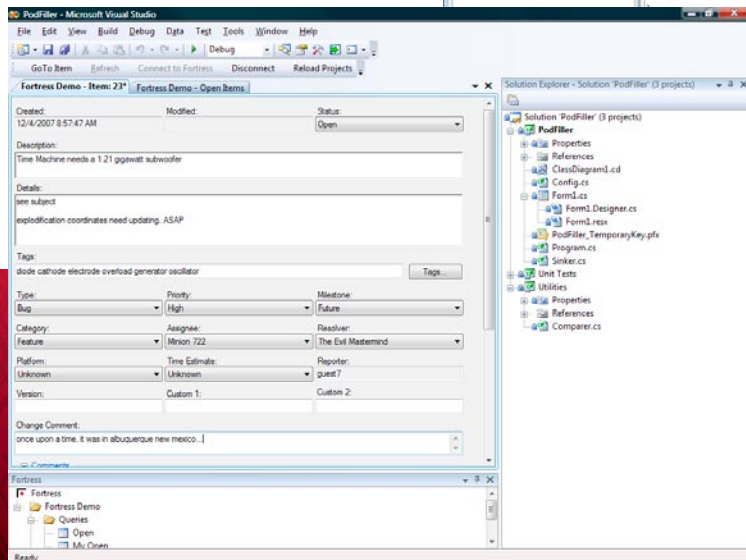 PodFiller - Microsoft Visual Studio
File Edit View Build Debug Data Test Tools Window Help
Debug
GoTo Item Refresh Connect to Fortress Disconnect Reload Projects
Fortress Demo - Item: 23* Fortress Demo - Open Items
Created: Modified: Status:
12/4/2007 8:57:47 AM Open
Description:
Time Machine needs a 1.21 gigawatt subwoofer
Details:
see subject
explodification coordinates need updating. ASAP
Tags:
diode cathode electrode overload generator oscillator Tags...
Type: Priority: Milestone:
Bug High Future
Category: Assignee: Resolver:
Feature Minion 722 The Evil Mastermind
Platform: Time Estimate: Reporter:
Unknown Unknown guest7
Version: Custom 1: Custom 2:
Change Comment:
once upon a time. it was in albuquerque new mexico...
Comments
Fortress
Fortress
Fortress Demo
Queries
Open
My Open
Ready
Solution Explorer - Solution 'PodFiller' (3 projects)
Solution 'PodFiller' (3 projects)
PodFiller
Properties
References
ClassDiagram1.cd
Config.cs
Form1.cs
Form1.Designer.cs
Form1.resx
PodFiller_TemporaryKey.pfx
Program.cs
Sinker.cs
Unit Tests
Utilities
Properties
References
Comparer.cs